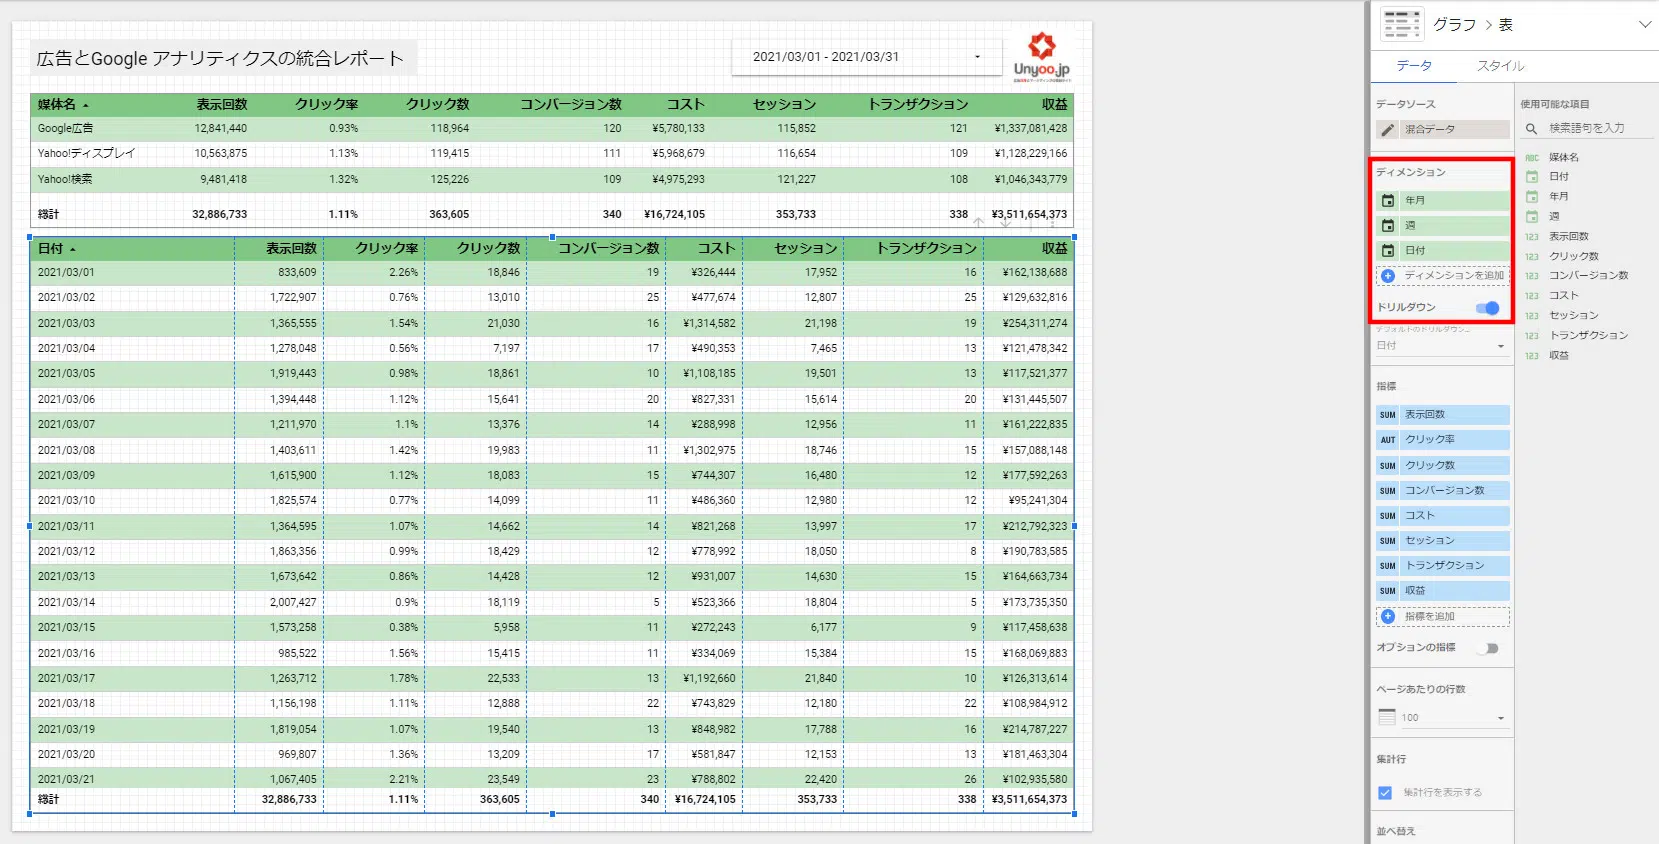 広告とGoogle アナリティクスの統合レポート
2021/03/01 - 2021/03/31
Unyoo.jp
媒体名 表示回数 クリック率 クリック数 コンバージョン数 コスト セッション トランザクション 収益
Google広告 12,841,440 0.93% 118,964 120 ¥5,780,133 115,852 121 ¥1,337,081,428
Yahoo!ディスプレイ 10,563,875 1.13% 119,415 111 ¥5,968,679 116,654 109 ¥1,128,229,166
Yahoo!検索 9,481,418 1.32% 125,226 109 ¥4,975,293 121,227 108 ¥1,046,343,779
総計 32,886,733 1.11% 363,605 340 ¥16,724,105 353,733 338 ¥3,511,654,373
日付 表示回数 クリック率 クリック数 コンバージョン数 コスト セッション トランザクション 収益
2021/03/01 833,609 2.26% 18,846 19 ¥326,444 17,952 16 ¥162,138,688
2021/03/02 1,722,907 0.76% 13,010 25 ¥477,674 12,807 25 ¥129,632,816
2021/03/03 1,365,555 1.54% 21,030 16 ¥1,314,582 21,198 19 ¥254,311,274
2021/03/04 1,278,048 0.56% 7,197 17 ¥490,353 7,465 13 ¥121,478,342
2021/03/05 1,919,443 0.98% 18,861 10 ¥1,108,185 19,501 13 ¥117,521,377
2021/03/06 1,394,448 1.12% 15,641 20 ¥827,331 15,614 20 ¥131,445,507
2021/03/07 1,211,970 1.1% 13,376 14 ¥288,998 12,956 11 ¥161,222,835
2021/03/08 1,403,611 1.42% 19,983 11 ¥1,302,975 18,746 15 ¥157,088,148
2021/03/09 1,615,900 1.12% 18,083 15 ¥744,307 16,480 12 ¥177,592,263
2021/03/10 1,825,574 0.77% 14,099 11 ¥486,360 12,980 12 ¥95,241,304
2021/03/11 1,364,595 1.07% 14,662 14 ¥821,268 13,997 17 ¥212,792,323
2021/03/12 1,863,356 0.99% 18,429 12 ¥778,992 18,050 8 ¥190,783,585
2021/03/13 1,673,642 0.86% 14,428 12 ¥931,007 14,630 15 ¥164,663,734
2021/03/14 2,007,427 0.9% 18,119 5 ¥523,366 18,804 5 ¥173,735,350
2021/03/15 1,573,258 0.38% 5,958 11 ¥272,243 6,177 9 ¥117,458,638
2021/03/16 985,522 1.56% 15,415 11 ¥334,069 15,384 15 ¥168,069,883
2021/03/17 1,263,712 1.78% 22,533 13 ¥1,192,660 21,840 10 ¥126,313,614
2021/03/18 1,156,198 1.11% 12,888 22 ¥743,829 12,180 22 ¥108,984,912
2021/03/19 1,819,054 1.07% 19,540 13 ¥848,982 17,788 16 ¥214,787,227
2021/03/20 969,807 1.36% 13,209 17 ¥581,847 12,153 13 ¥181,463,304
2021/03/21 1,067,405 2.21% 23,549 23 ¥788,802 22,420 26 ¥102,935,580
総計 32,886,733 1.11% 363,605 340 ¥16,724,105 353,733 338 ¥3,511,654,373
グラフ 表
データ スタイル
データソース
混合データ
ディメンション
年月
週
日付
ディメンションを追加
ドリルダウン
デフォルトのドリルダウン...
日付
指標
SUM 表示回数
AUT クリック率
SUM クリック数
SUM コンバージョン数
SUM コスト
SUM セッション
SUM トランザクション
SUM 収益
指標を追加
オプションの指標
ページあたりの行数
100
集計行
集計行を表示する
並べ替え
使用可能な項目
検索語句を入力
ABC 媒体名
日付
年月
週
123 表示回数
123 クリック数
123 コンバージョン数
123 コスト
123 セッション
123 トランザクション
123 収益